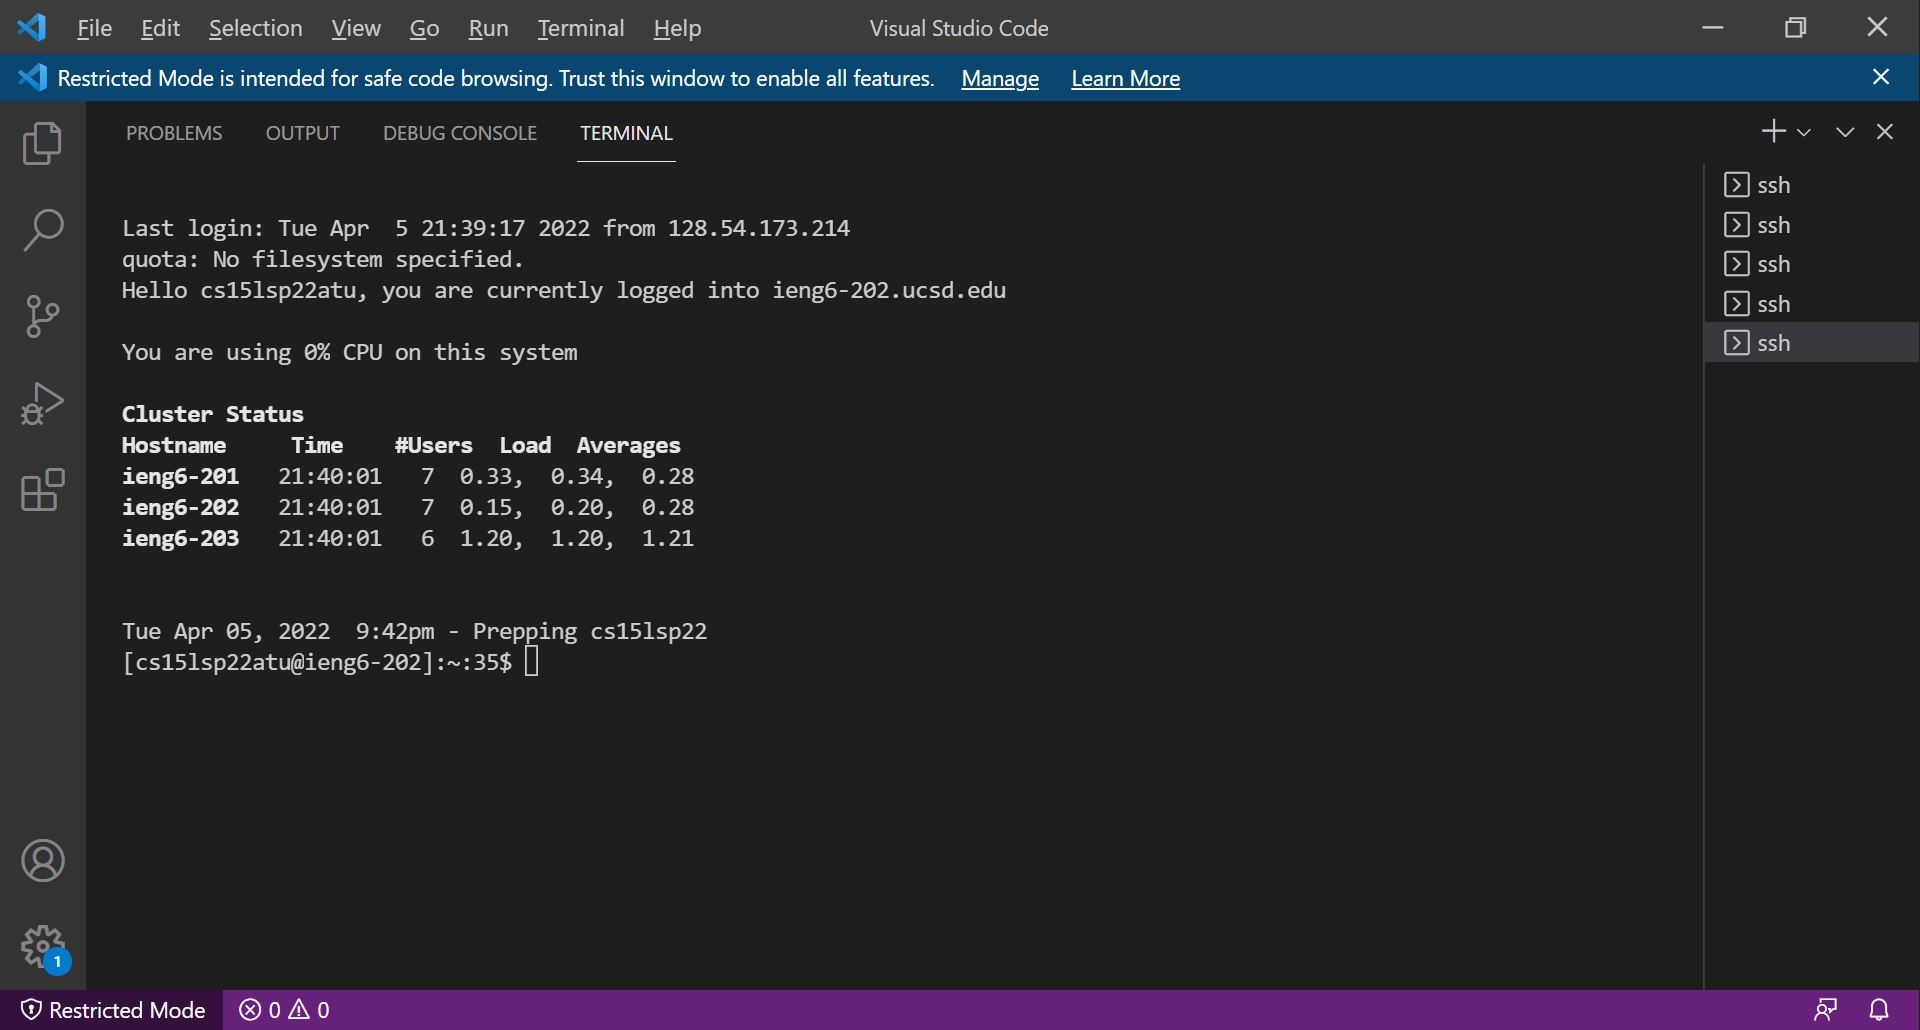 File Edit Selection View Go Run Terminal Help Visual Studio Code
Restricted Mode is intended for safe code browsing. Trust this window to enable all features. Manage Learn More
PROBLEMS OUTPUT DEBUG CONSOLE TERMINAL
ssh
ssh
ssh
ssh
ssh
Last login: Tue Apr  5 21:39:17 2022 from 128.54.173.214
quota: No filesystem specified.
Hello cs15lsp22atu, you are currently logged into ieng6-202.ucsd.edu
You are using 0% CPU on this system
Cluster Status
Hostname     Time    #Users  Load  Averages
ieng6-201   21:40:01   7  0.33,  0.34,  0.28
ieng6-202   21:40:01   7  0.15,  0.20,  0.28
ieng6-203   21:40:01   6  1.20,  1.20,  1.21
Tue Apr 05, 2022  9:42pm - Prepping cs15lsp22
[cs15lsp22atu@ieng6-202]:~:35$
1
Restricted Mode 0 0